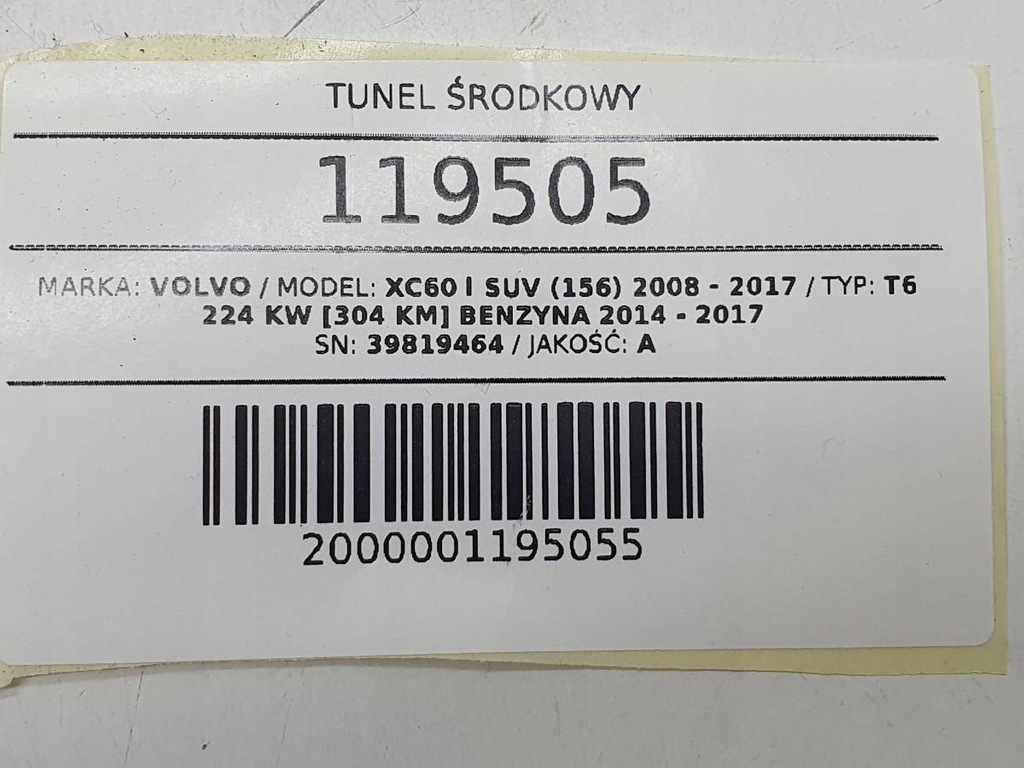 TUNEL ŚRODKOWY
119505
MARKA: VOLVO / MODEL: XC60 I SUV (156) 2008 - 2017 / TYP: T6
224 KW [304 KM] BENZYNA 2014 - 2017
SN: 39819464 / JAKOŚĆ: A
2000001195055